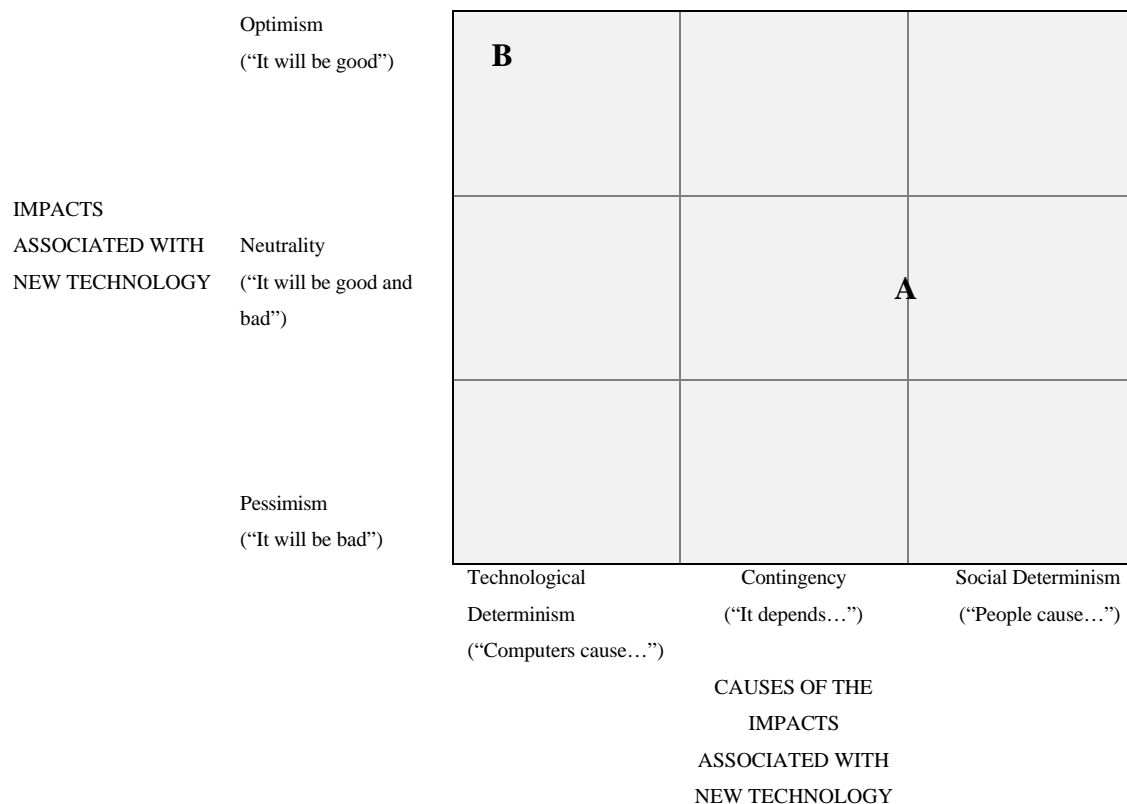 Optimism
(“It will be good”)
B
IMPACTS
ASSOCIATED WITH
NEW TECHNOLOGY
Neutrality
(“It will be good and
bad”)
A
Pessimism
(“It will be bad”)
Technological
Determinism
(“Computers cause…”)
Contingency
(“It depends…”)
Social Determinism
(“People cause…”)
CAUSES OF THE
IMPACTS
ASSOCIATED WITH
NEW TECHNOLOGY